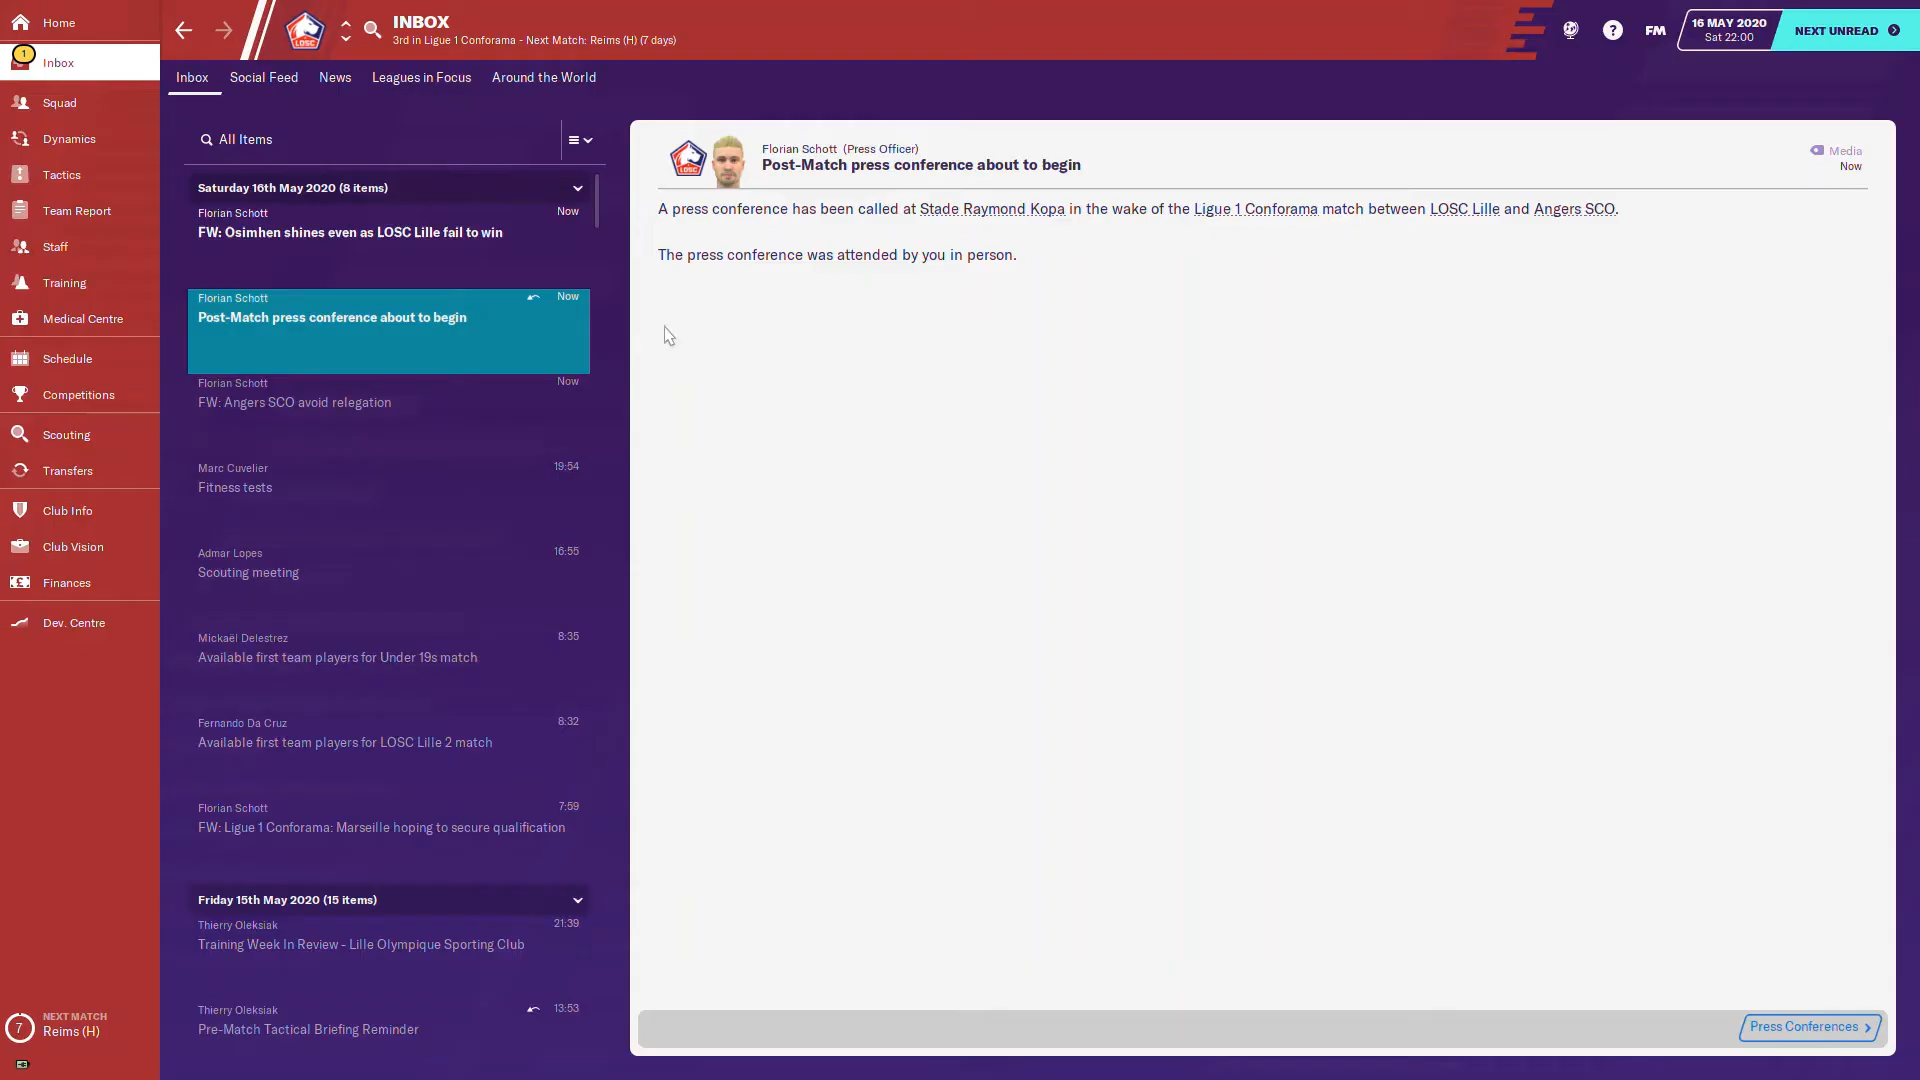 Home
1
Inbox
Squad
Dynamics
Tactics
Team Report
Staff
Training
Medical Centre
Schedule
Competitions
Scouting
Transfers
Club Info
Club Vision
Finances
Dev. Centre
7
NEXT MATCH
Reims (H)
LOSC
INBOX
3rd in Ligue 1 Conforama - Next Match: Reims (H) (7 days)
?
FM
16 MAY 2020
Sat 22:00
NEXT UNREAD
Inbox
Social Feed
News
Leagues in Focus
Around the World
All Items
Saturday 16th May 2020 (8 items)
Florian Schott
Now
FW: Osimhen shines even as LOSC Lille fail to win
Florian Schott
Now
Post-Match press conference about to begin
Florian Schott
Now
FW: Angers SCO avoid relegation
Marc Cuvelier
19:54
Fitness tests
Admar Lopes
16:55
Scouting meeting
Mickaël Delestrez
8:35
Available first team players for Under 19s match
Fernando Da Cruz
8:32
Available first team players for LOSC Lille 2 match
Florian Schott
7:59
FW: Ligue 1 Conforama: Marseille hoping to secure qualification
Friday 15th May 2020 (15 items)
Thierry Oleksiak
21:39
Training Week In Review - Lille Olympique Sporting Club
Thierry Oleksiak
13:53
Pre-Match Tactical Briefing Reminder
LOSC
Florian Schott (Press Officer)
Post-Match press conference about to begin
Media
Now
A press conference has been called at Stade Raymond Kopa in the wake of the Ligue 1 Conforama match between LOSC Lille and Angers SCO.
The press conference was attended by you in person.
Press Conferences